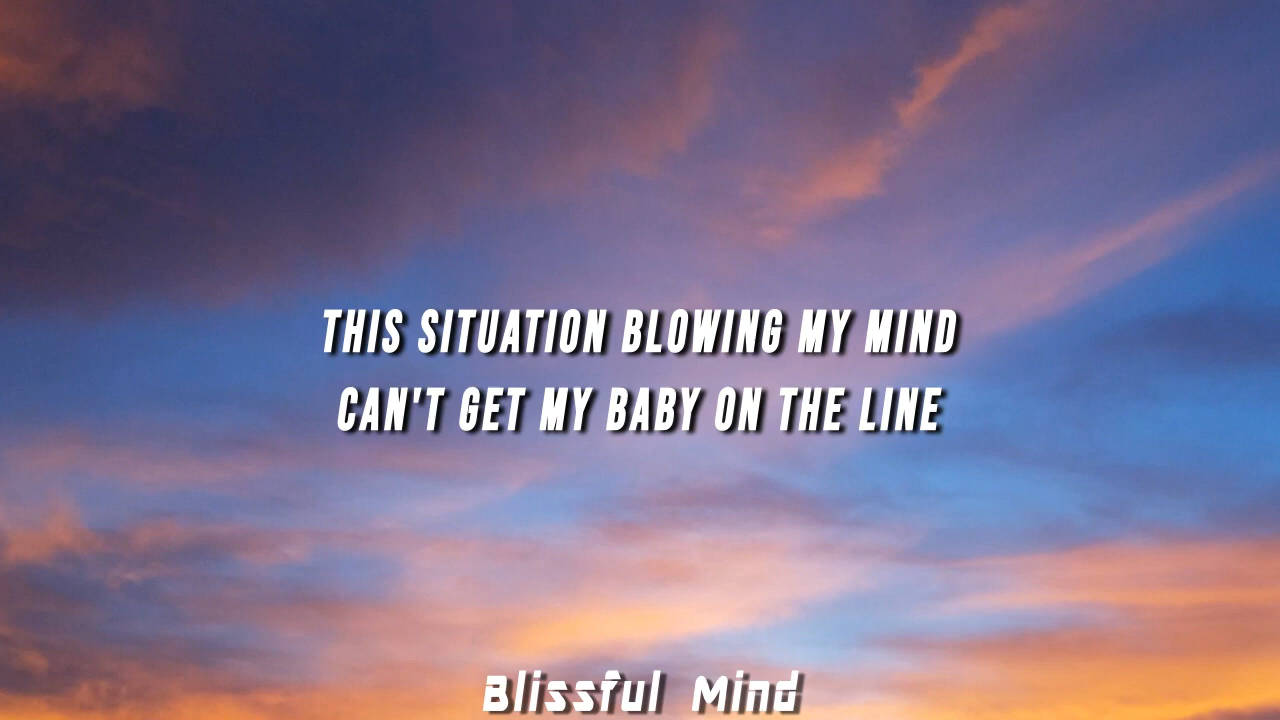 THIS SITUATION BLOWING MY MIND
CAN'T GET MY BABY ON THE LINE
Blissful Mind